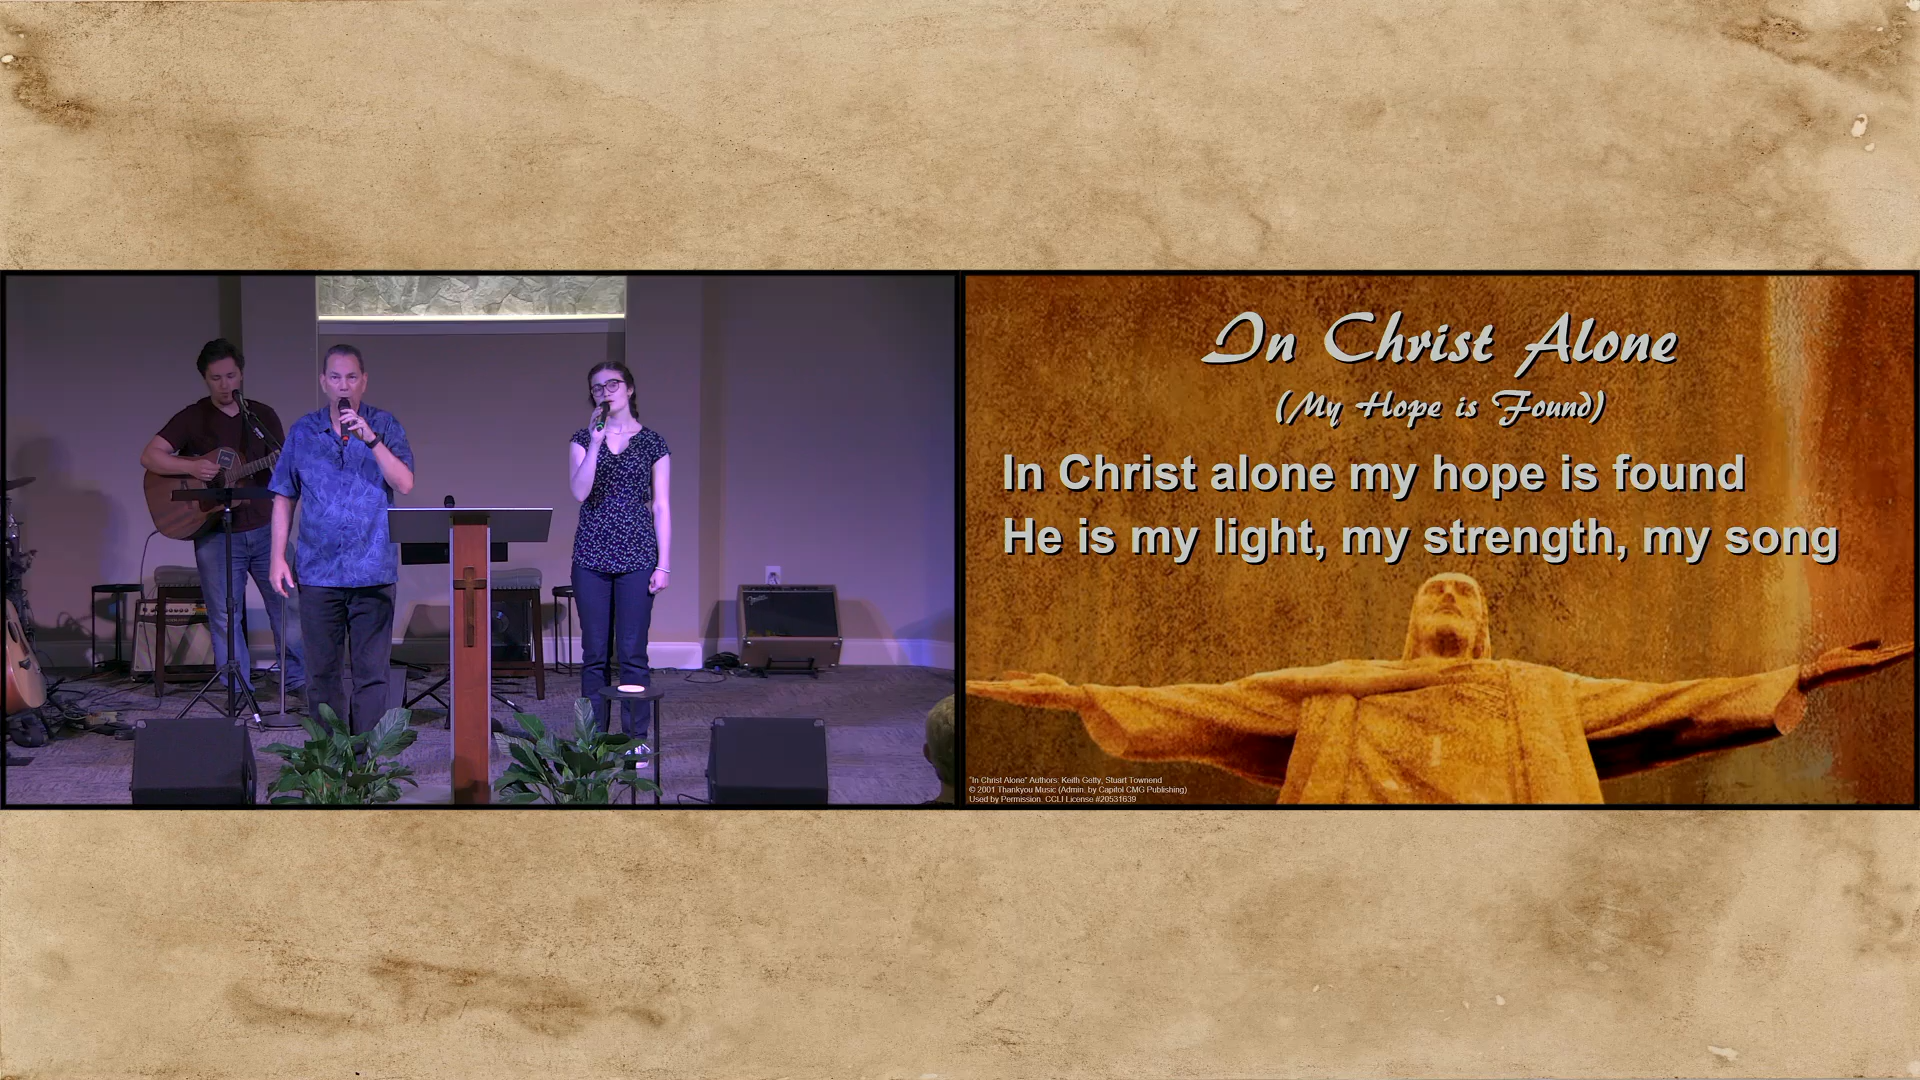 In Christ Alone
(My Hope is Found)
In Christ alone my hope is found
He is my light, my strength, my song
"In Christ Alone" Authors: Keith Getty, Stuart Townend
© 2001 Thankyou Music (Admin. by Capitol CMG Publishing)
Used by Permission. CCLI License #20531639
Fender